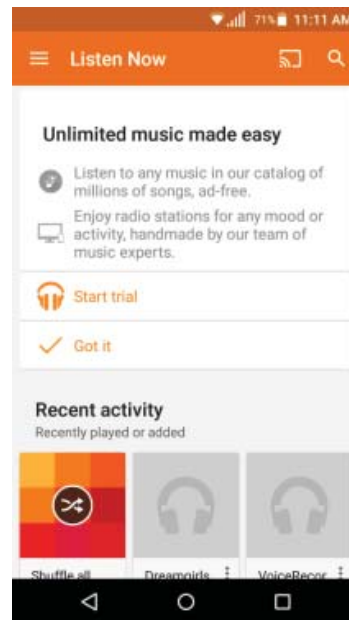 71% 11:11 AM
Listen Now
Unlimited music made easy
Listen to any music in our catalog of
millions of songs, ad-free.
Enjoy radio stations for any mood or
activity, handmade by our team of
music experts.
Start trial
Got it
Recent activity
Recently played or added
Shuffle all Dreamgirls VoiceRecor